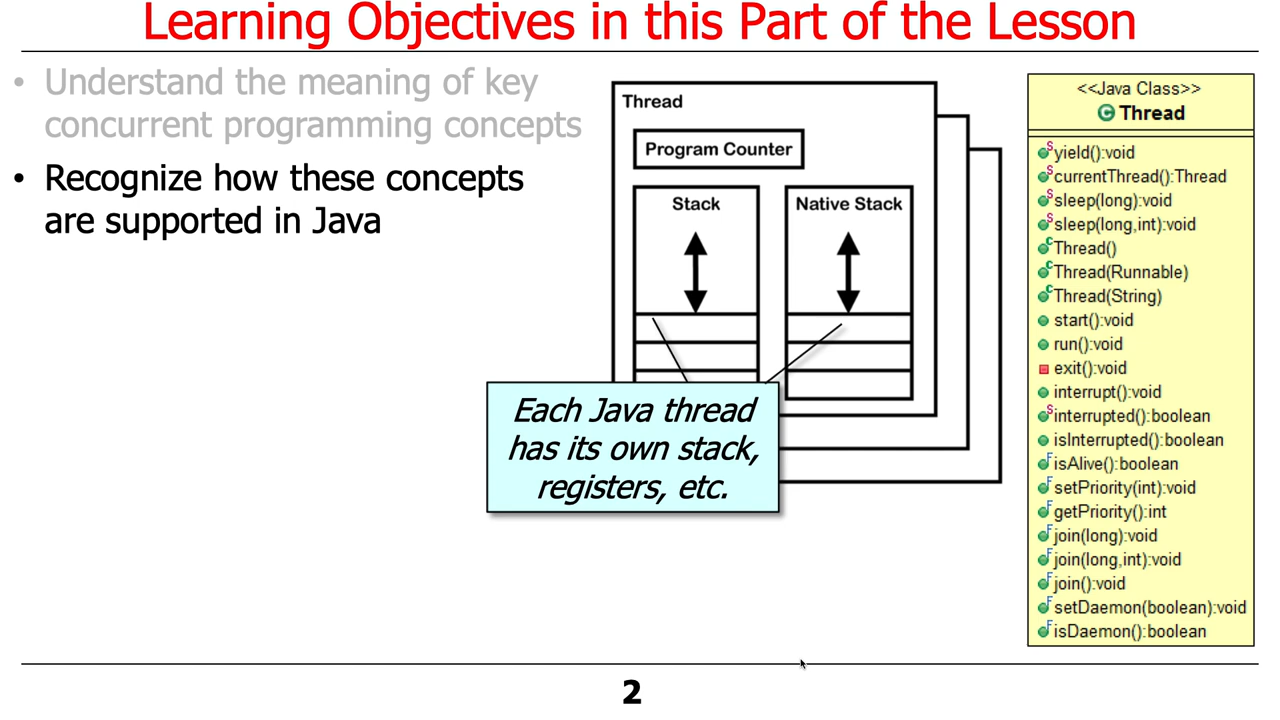 Learning Objectives in this Part of the Lesson
• Understand the meaning of key
concurrent programming concepts
• Recognize how these concepts
are supported in Java
Thread
Program Counter
Stack
Native Stack
Each Java thread
has its own stack,
registers, etc.
<<Java Class>>
C Thread
S yield():void
S currentThread():Thread
S sleep(long):void
S sleep(long,int):void
C Thread()
C Thread(Runnable)
C Thread(String)
start():void
run():void
exit():void
interrupt():void
S interrupted():boolean
isInterrupted():boolean
F isAlive():boolean
F setPriority(int):void
F getPriority():int
F join(long):void
F join(long,int):void
F join():void
F setDaemon(boolean):void
F isDaemon():boolean
2